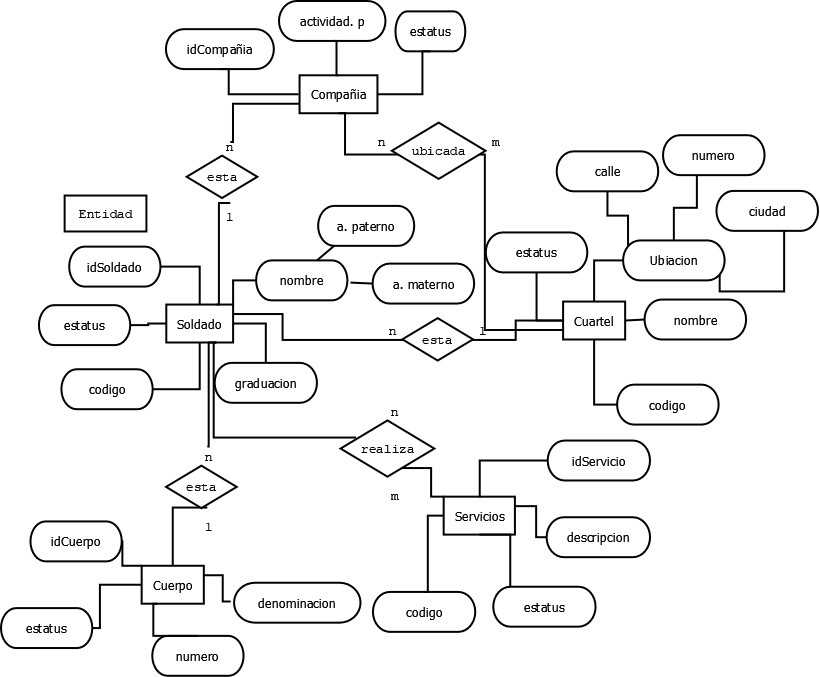 actividad. p
estatus
idCompañia
Compañia
n
n
ubicada
m
esta
1
calle
numero
ciudad
Entidad
a. paterno
idSoldado
nombre
a. materno
estatus
Ubiacion
estatus
Soldado
n
esta
1
Cuartel
nombre
codigo
graduacion
codigo
n
realiza
m
n
esta
1
idServicio
Servicios
descripcion
idCuerpo
Cuerpo
denominacion
codigo
estatus
estatus
numero